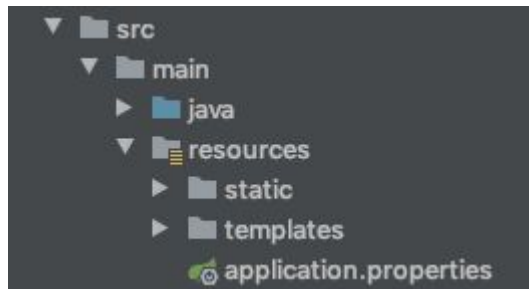 src
main
java
resources
static
templates
application.properties